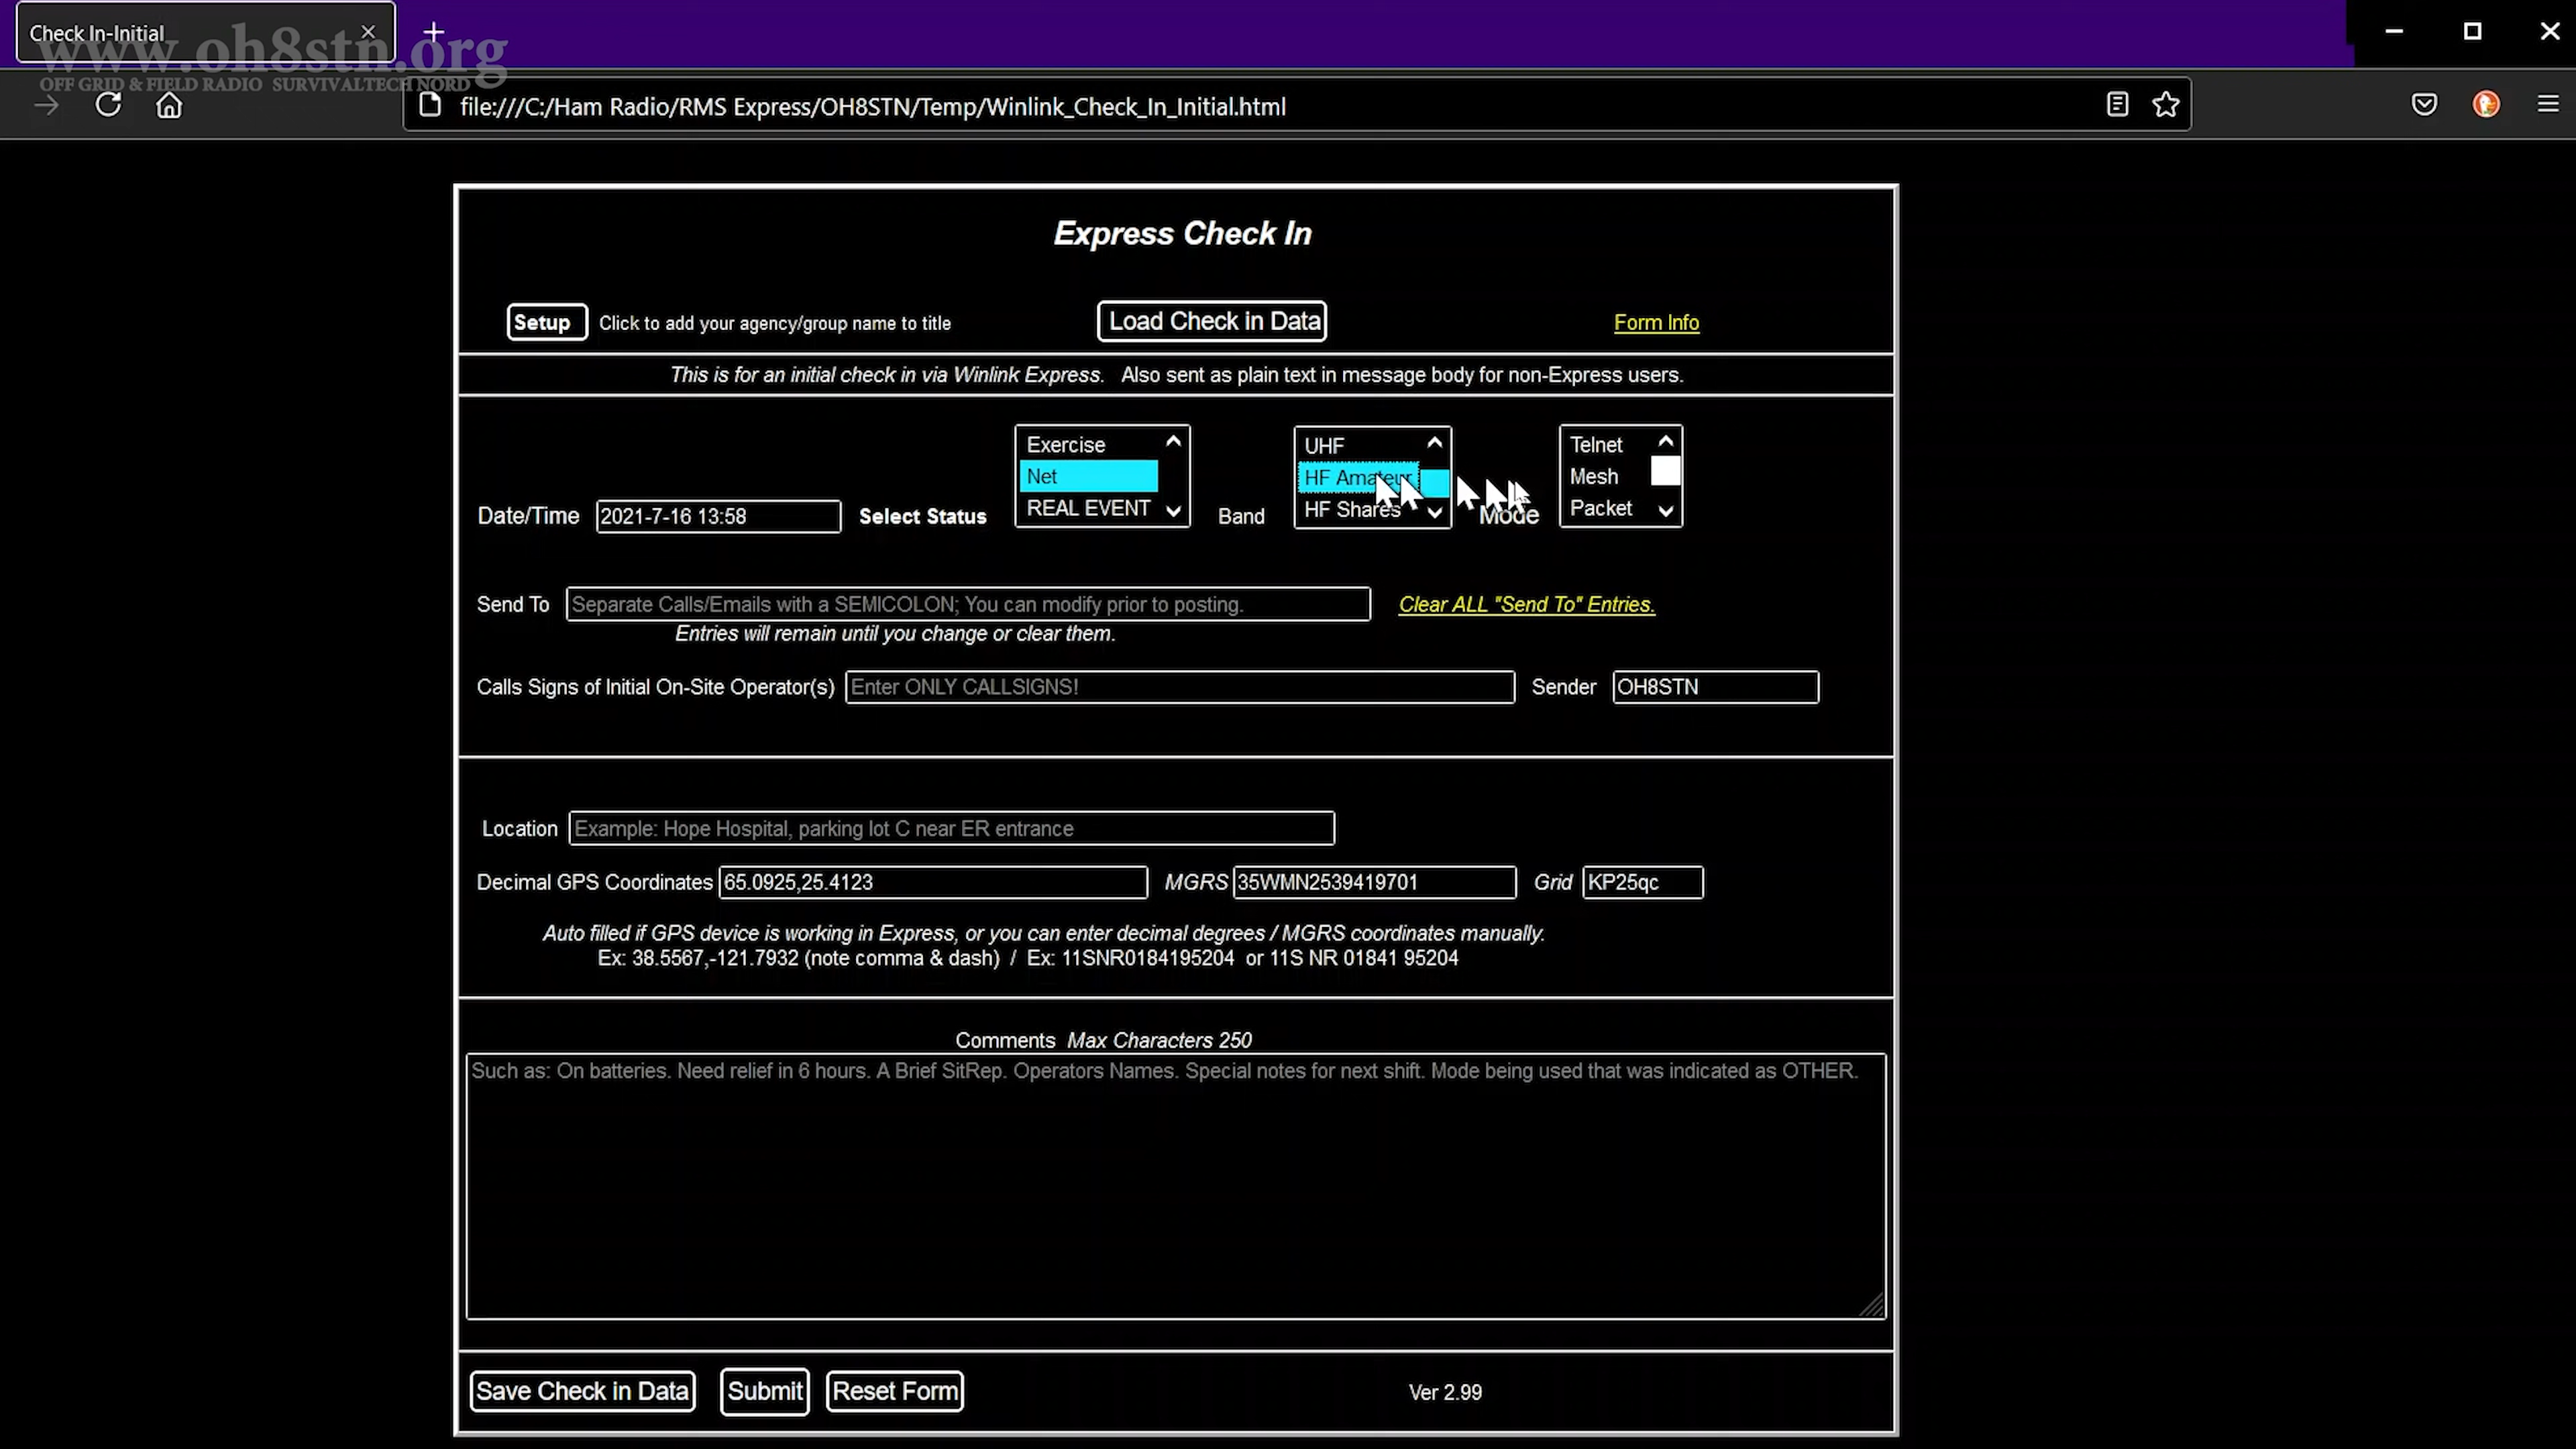 Check In-Initial
www.oh8stn.org
OFF GRID & FIELD RADIO SURVIVALTECH NORD
file:///C:/Ham Radio/RMS Express/OH8STN/Temp/Winlink_Check_In_Initial.html
Express Check In
Setup Click to add your agency/group name to title Load Check in Data Form Info
This is for an initial check in via Winlink Express. Also sent as plain text in message body for non-Express users.
Exercise UHF Telnet
Net HF Amateur Mesh
REAL EVENT HF Shares Packet
Date/Time 2021-7-16 13:58 Select Status Band Mode
Send To Separate Calls/Emails with a SEMICOLON; You can modify prior to posting. Clear ALL "Send To" Entries.
Entries will remain until you change or clear them.
Calls Signs of Initial On-Site Operator(s) Enter ONLY CALLSIGNS! Sender OH8STN
Location Example: Hope Hospital, parking lot C near ER entrance
Decimal GPS Coordinates 65.0925,25.4123 MGRS 35WMN2539419701 Grid KP25qc
Auto filled if GPS device is working in Express, or you can enter decimal degrees / MGRS coordinates manually.
Ex: 38.5567,-121.7932 (note comma & dash) / Ex: 11SNR0184195204 or 11S NR 01841 95204
Comments Max Characters 250
Such as: On batteries. Need relief in 6 hours. A Brief SitRep. Operators Names. Special notes for next shift. Mode being used that was indicated as OTHER.
Save Check in Data Submit Reset Form Ver 2.99